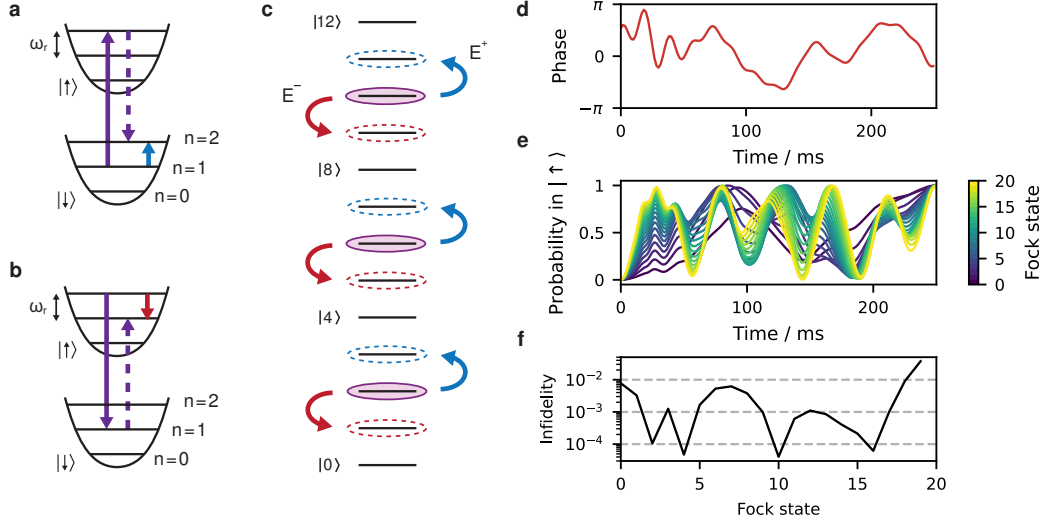 a
ωr
|↑⟩
n=2
n=1
n=0
|↓⟩
b
ωr
|↑⟩
n=2
n=1
n=0
|↓⟩
c
|12⟩
E+
E−
|8⟩
|4⟩
|0⟩
d
π
0
−π
Phase
0 100 200
Time / ms
e
1
0.5
0
Probability in |↑⟩
0 100 200
Time / ms
20
15
10
5
0
Fock state
f
10−2
10−3
10−4
Infidelity
0 5 10 15 20
Fock state